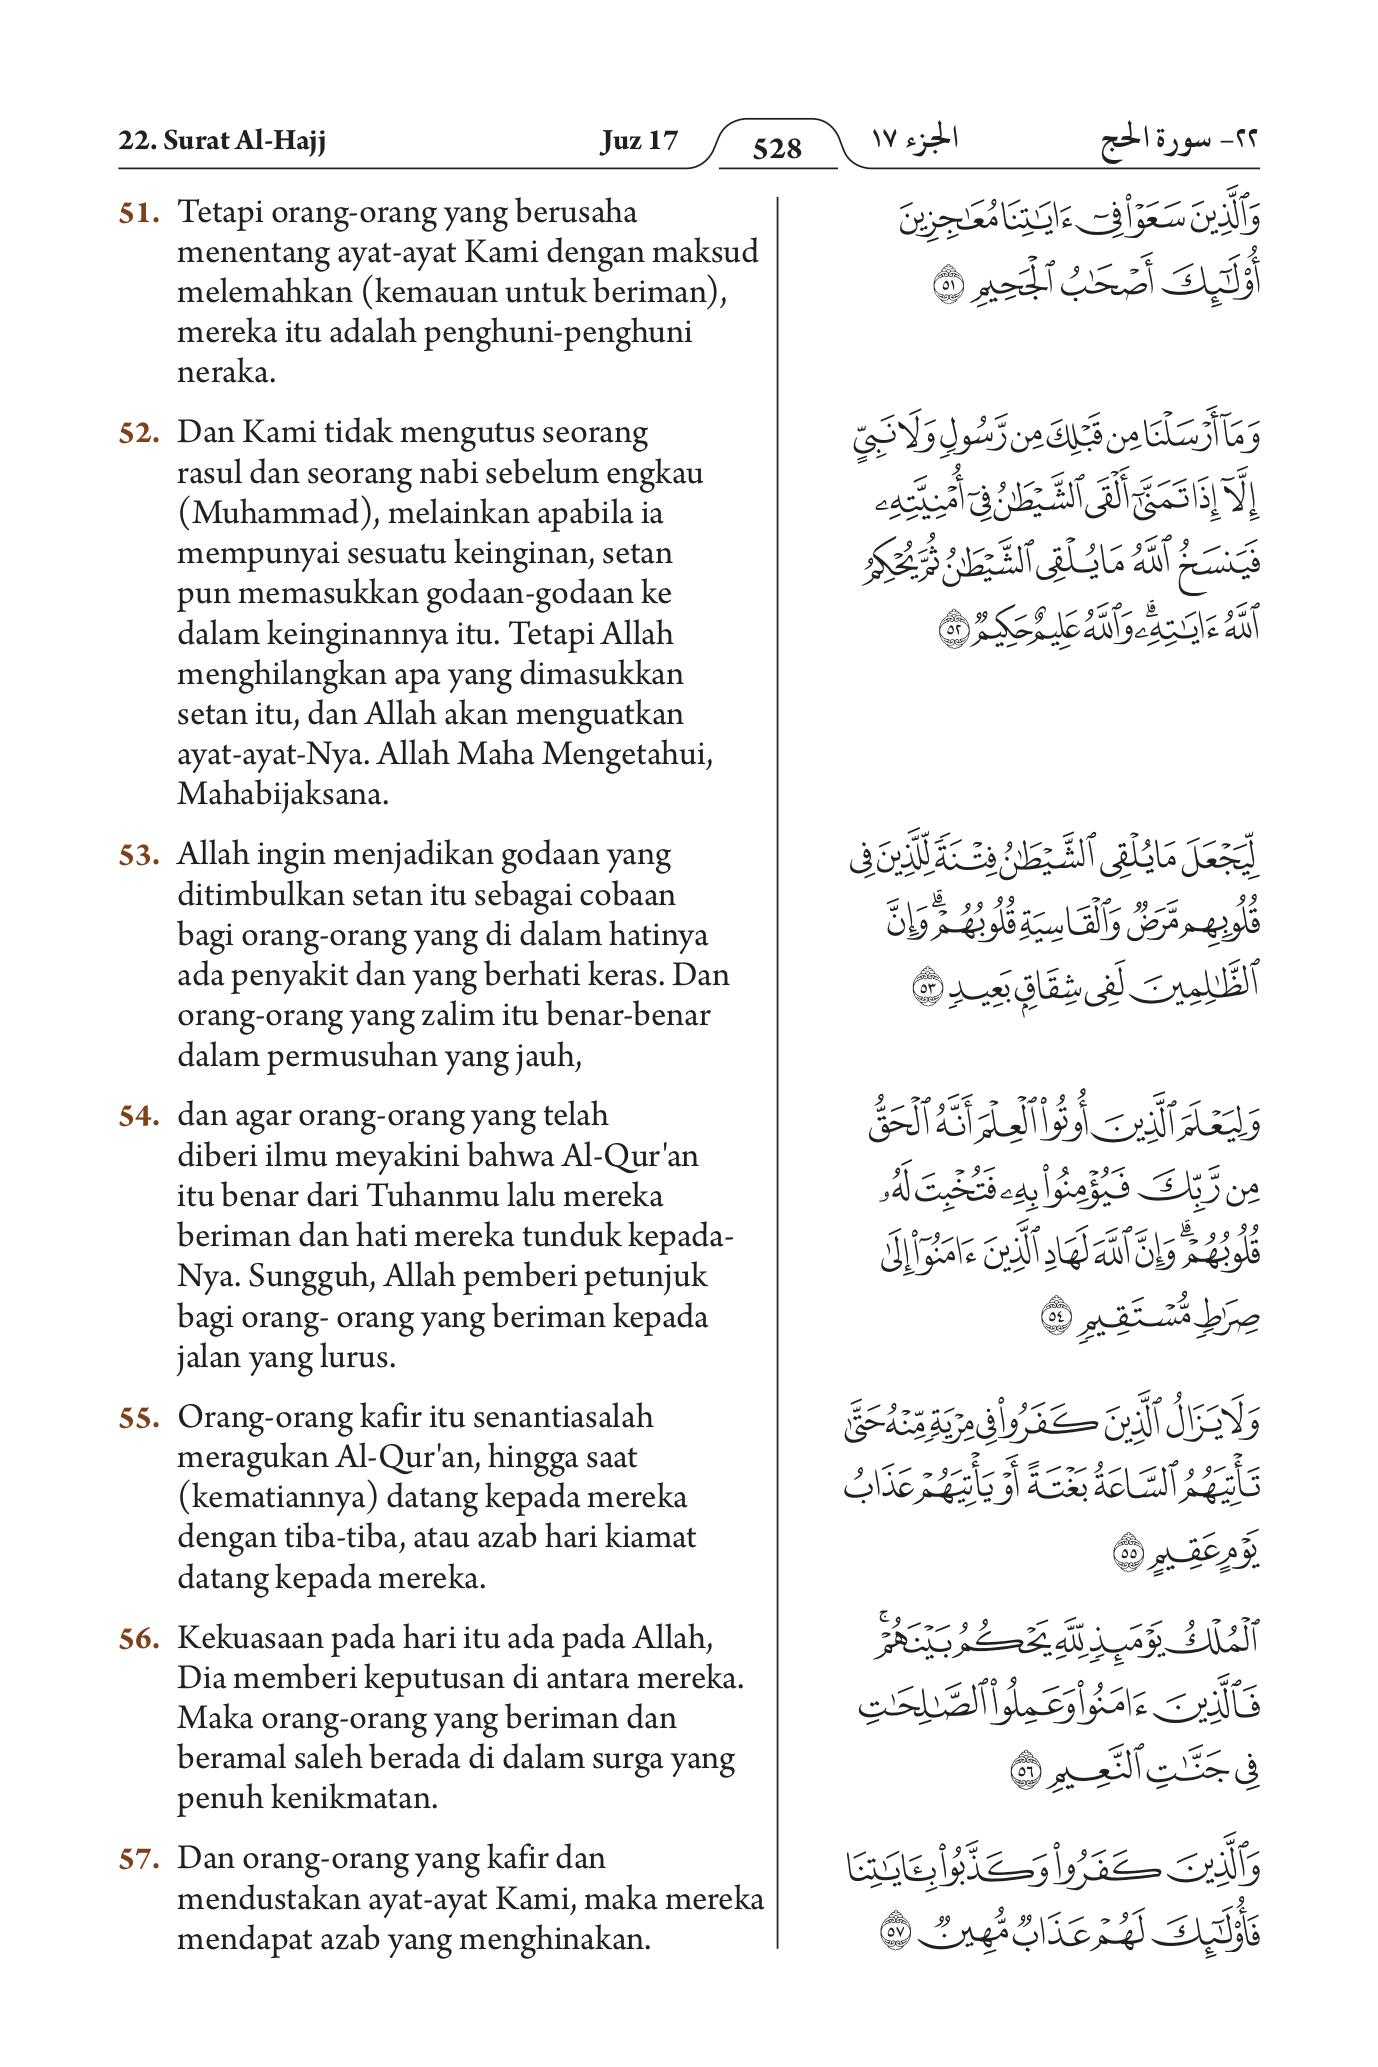 22. Surat Al-Hajj
Juz 17
528
الجزء ١٧
٢٢- سورة الحج
51. Tetapi orang-orang yang berusaha
menentang ayat-ayat Kami dengan maksud
melemahkan (kemauan untuk beriman),
mereka itu adalah penghuni-penghuni
neraka.
52. Dan Kami tidak mengutus seorang
rasul dan seorang nabi sebelum engkau
(Muhammad), melainkan apabila ia
mempunyai sesuatu keinginan, setan
pun memasukkan godaan-godaan ke
dalam keinginannya itu. Tetapi Allah
menghilangkan apa yang dimasukkan
setan itu, dan Allah akan menguatkan
ayat-ayat-Nya. Allah Maha Mengetahui,
Mahabijaksana.
53. Allah ingin menjadikan godaan yang
ditimbulkan setan itu sebagai cobaan
bagi orang-orang yang di dalam hatinya
ada penyakit dan yang berhati keras. Dan
orang-orang yang zalim itu benar-benar
dalam permusuhan yang jauh,
54. dan agar orang-orang yang telah
diberi ilmu meyakini bahwa Al-Qur'an
itu benar dari Tuhanmu lalu mereka
beriman dan hati mereka tunduk kepada-
Nya. Sungguh, Allah pemberi petunjuk
bagi orang- orang yang beriman kepada
jalan yang lurus.
55. Orang-orang kafir itu senantiasalah
meragukan Al-Qur'an, hingga saat
(kematiannya) datang kepada mereka
dengan tiba-tiba, atau azab hari kiamat
datang kepada mereka.
56. Kekuasaan pada hari itu ada pada Allah,
Dia memberi keputusan di antara mereka.
Maka orang-orang yang beriman dan
beramal saleh berada di dalam surga yang
penuh kenikmatan.
57. Dan orang-orang yang kafir dan
mendustakan ayat-ayat Kami, maka mereka
mendapat azab yang menghinakan.
وَٱلَّذِينَ سَعَوْا۟ فِىٓ ءَايَٰتِنَا مُعَٰجِزِينَ
أُو۟لَٰٓئِكَ أَصْحَٰبُ ٱلْجَحِيمِ ٥١
وَمَآ أَرْسَلْنَا مِن قَبْلِكَ مِن رَّسُولٍ وَلَا نَبِىٍّ
إِلَّآ إِذَا تَمَنَّىٰٓ أَلْقَى ٱلشَّيْطَٰنُ فِىٓ أُمْنِيَّتِهِۦ
فَيَنسَخُ ٱللَّهُ مَا يُلْقِى ٱلشَّيْطَٰنُ ثُمَّ يُحْكِمُ
ٱللَّهُ ءَايَٰتِهِۦ ۗ وَٱللَّهُ عَلِيمٌ حَكِيمٌ ٥٢
لِّيَجْعَلَ مَا يُلْقِى ٱلشَّيْطَٰنُ فِتْنَةً لِّلَّذِينَ فِى
قُلُوبِهِم مَّرَضٌ وَٱلْقَاسِيَةِ قُلُوبُهُمْ ۗ وَإِنَّ
ٱلظَّٰلِمِينَ لَفِى شِقَاقٍۭ بَعِيدٍ ٥٣
وَلِيَعْلَمَ ٱلَّذِينَ أُوتُوا۟ ٱلْعِلْمَ أَنَّهُ ٱلْحَقُّ
مِن رَّبِّكَ فَيُؤْمِنُوا۟ بِهِۦ فَتُخْبِتَ لَهُۥ
قُلُوبُهُمْ ۗ وَإِنَّ ٱللَّهَ لَهَادِ ٱلَّذِينَ ءَامَنُوٓا۟ إِلَىٰ
صِرَٰطٍ مُّسْتَقِيمٍ ٥٤
وَلَا يَزَالُ ٱلَّذِينَ كَفَرُوا۟ فِى مِرْيَةٍ مِّنْهُ حَتَّىٰ
تَأْتِيَهُمُ ٱلسَّاعَةُ بَغْتَةً أَوْ يَأْتِيَهُمْ عَذَابُ
يَوْمٍ عَقِيمٍ ٥٥
ٱلْمُلْكُ يَوْمَئِذٍ لِّلَّهِ يَحْكُمُ بَيْنَهُمْ ۚ
فَٱلَّذِينَ ءَامَنُوا۟ وَعَمِلُوا۟ ٱلصَّٰلِحَٰتِ
فِى جَنَّٰتِ ٱلنَّعِيمِ ٥٦
وَٱلَّذِينَ كَفَرُوا۟ وَكَذَّبُوا۟ بِـَٔايَٰتِنَا
فَأُو۟لَٰٓئِكَ لَهُمْ عَذَابٌ مُّهِينٌ ٥٧